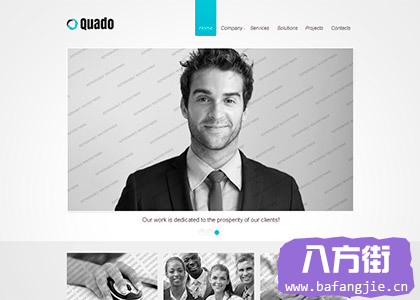 Quado
Home Company Services Solutions Projects Contacts
Our work is dedicated to the prosperity of our clients!
八方街
www.bafangjie.cn